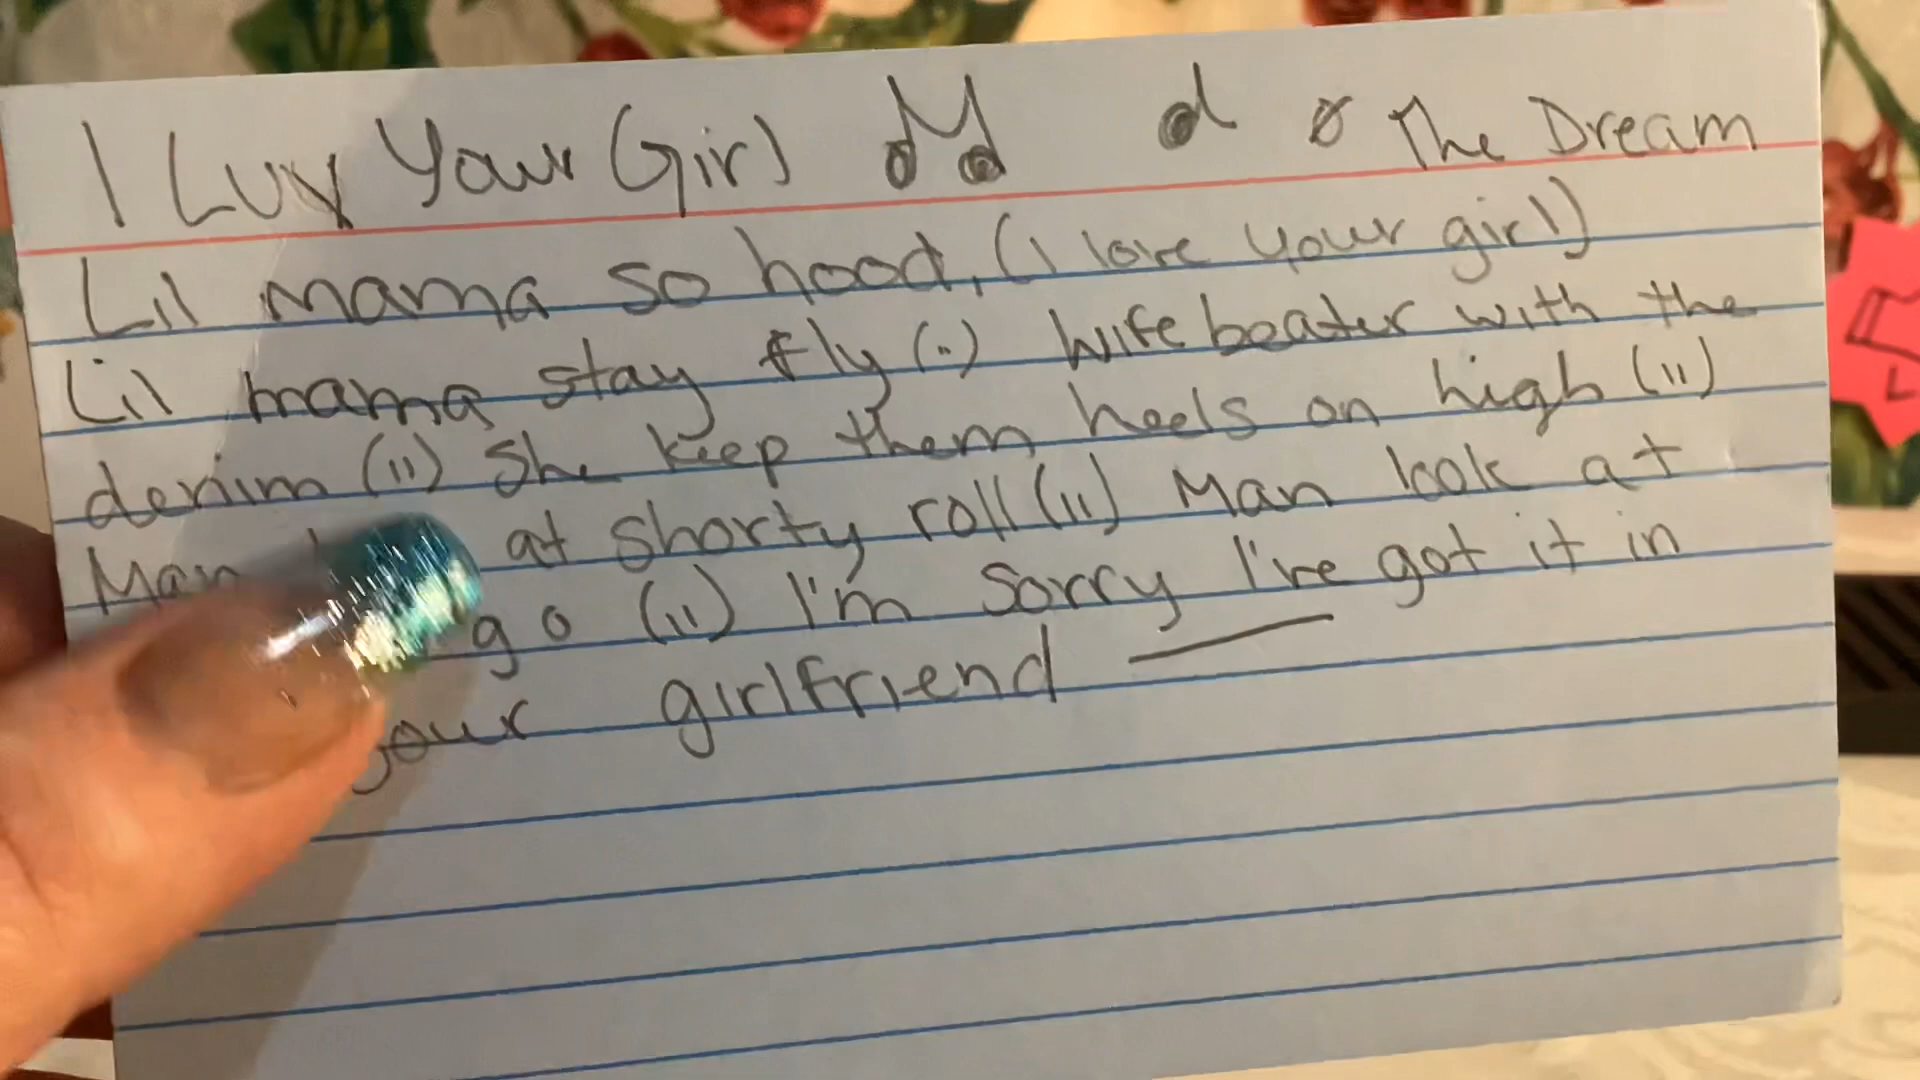 I Luv Your Girl The Dream
Lil mama so hood, (I love your girl)
Lil mama stay fly (") Wife beater with the
denim (") She keep them heels on high (")
Man at shorty roll (") Man look at
go (") I'm sorry I've got it in
your girlfriend
L